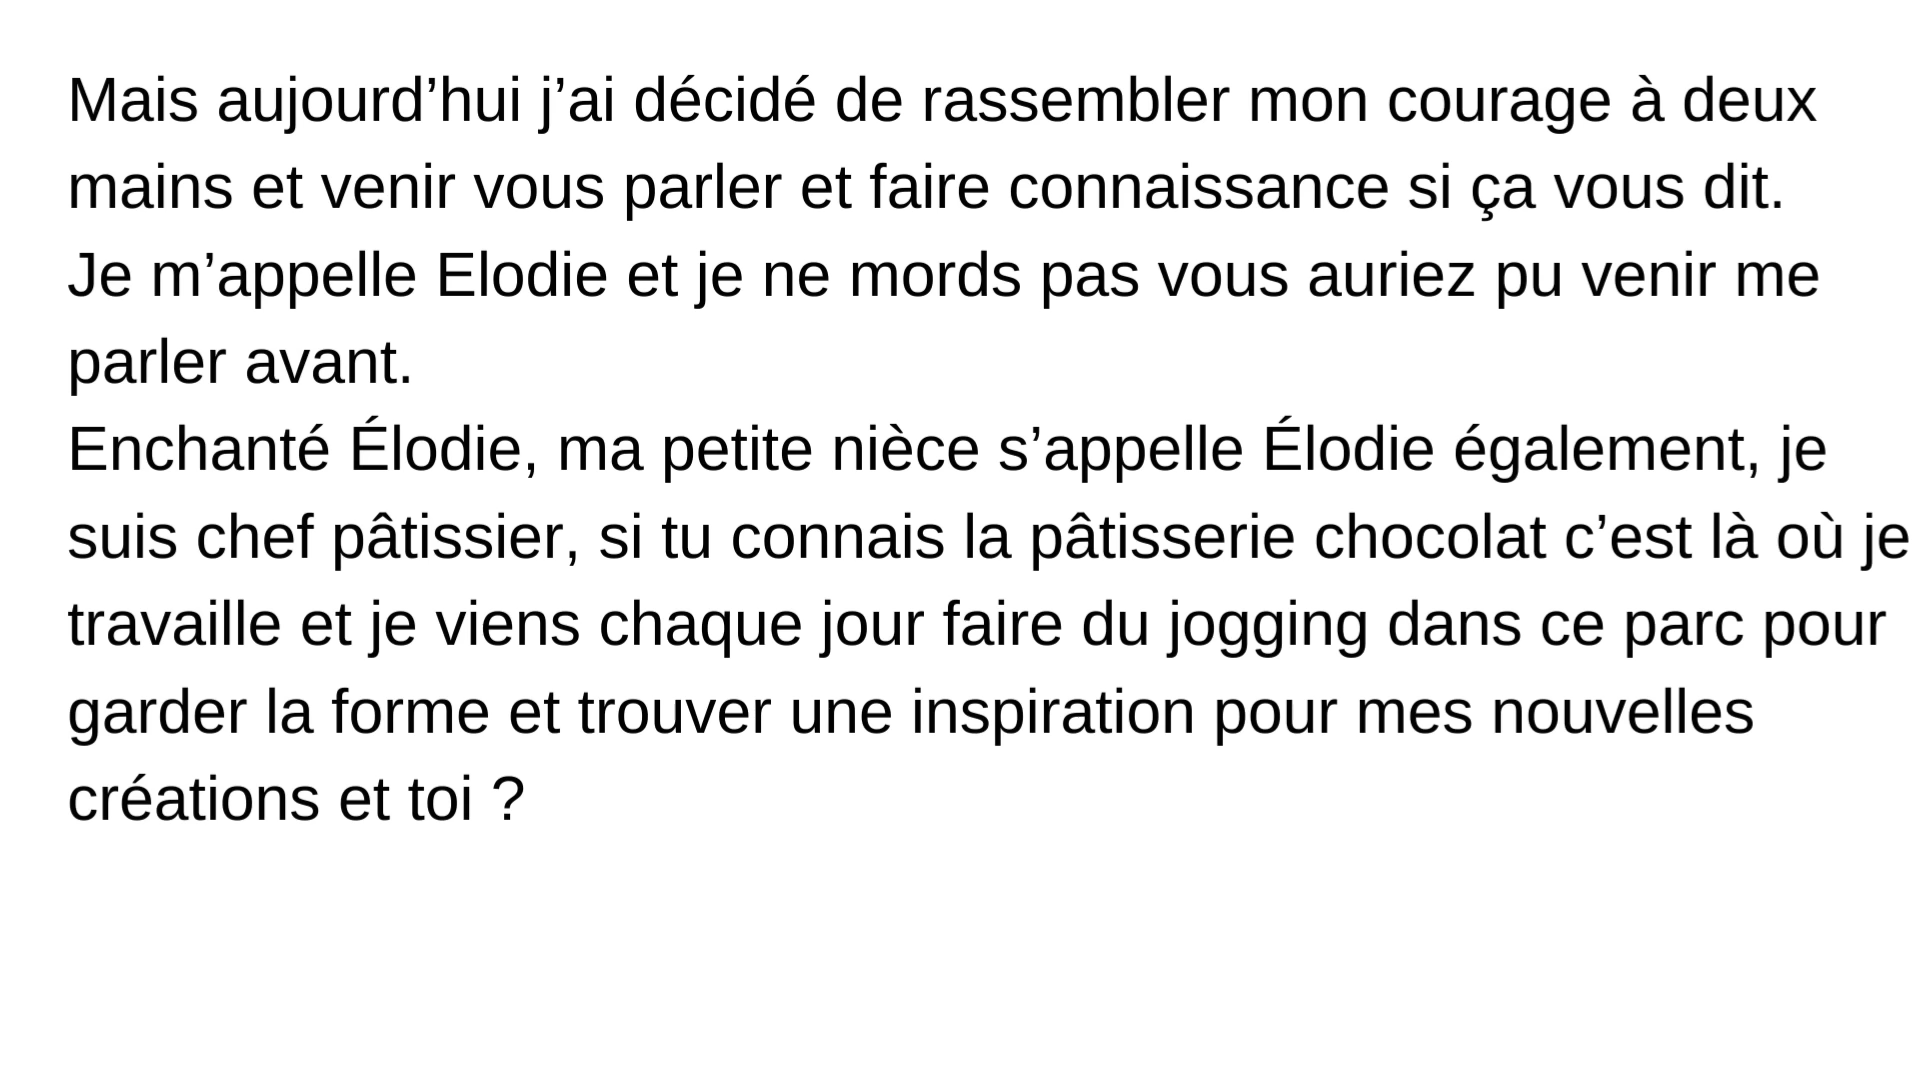 Mais aujourd’hui j’ai décidé de rassembler mon courage à deux
mains et venir vous parler et faire connaissance si ça vous dit.
Je m’appelle Elodie et je ne mords pas vous auriez pu venir me
parler avant.
Enchanté Élodie, ma petite nièce s’appelle Élodie également, je
suis chef pâtissier, si tu connais la pâtisserie chocolat c’est là où je
travaille et je viens chaque jour faire du jogging dans ce parc pour
garder la forme et trouver une inspiration pour mes nouvelles
créations et toi ?